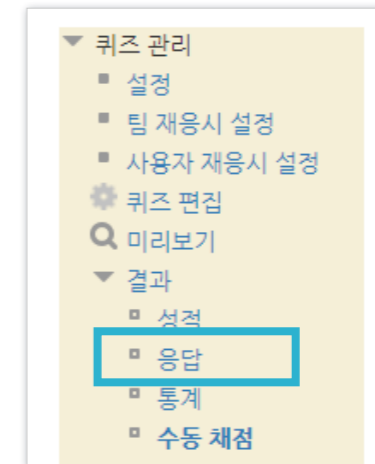 퀴즈 관리
설정
팀 재응시 설정
사용자 재응시 설정
퀴즈 편집
미리보기
결과
성적
응답
통계
수동 채점